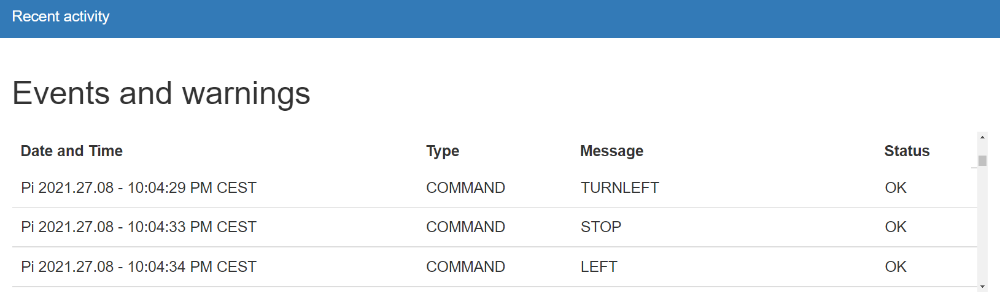 Recent activity
Events and warnings
Date and Time Type Message Status
Pi 2021.27.08 - 10:04:29 PM CEST COMMAND TURNLEFT OK
Pi 2021.27.08 - 10:04:33 PM CEST COMMAND STOP OK
Pi 2021.27.08 - 10:04:34 PM CEST COMMAND LEFT OK